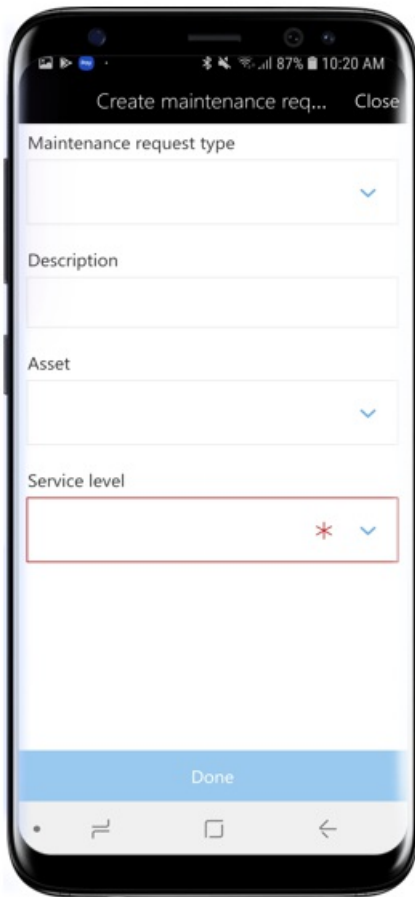 87% 10:20 AM
Create maintenance req... Close
Maintenance request type
Description
Asset
Service level
*
Done